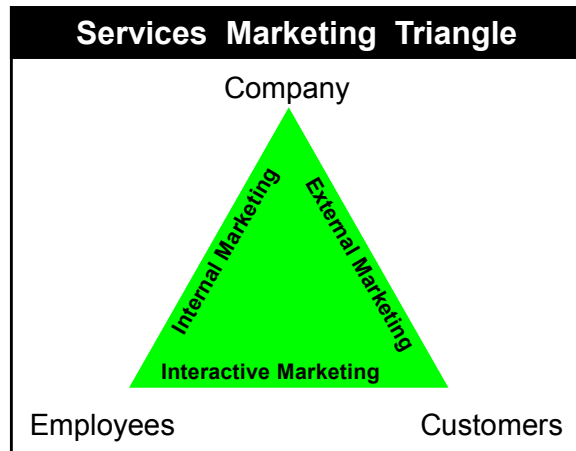 Services Marketing Triangle
Company
Internal Marketing
External Marketing
Interactive Marketing
Employees
Customers